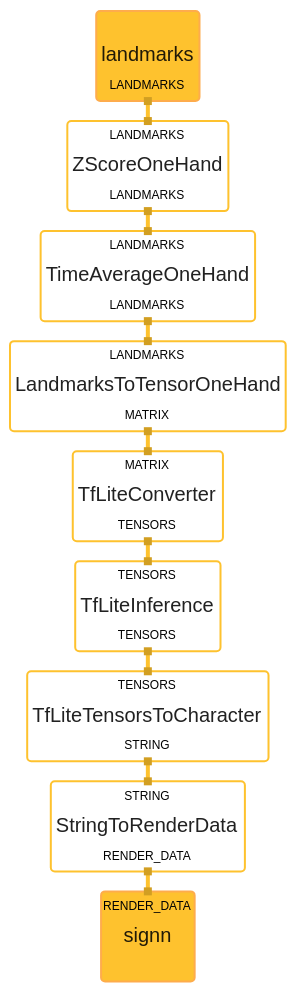 landmarks
LANDMARKS
LANDMARKS
ZScoreOneHand
LANDMARKS
LANDMARKS
TimeAverageOneHand
LANDMARKS
LANDMARKS
LandmarksToTensorOneHand
MATRIX
MATRIX
TfLiteConverter
TENSORS
TENSORS
TfLiteInference
TENSORS
TENSORS
TfLiteTensorsToCharacter
STRING
STRING
StringToRenderData
RENDER_DATA
RENDER_DATA
signn